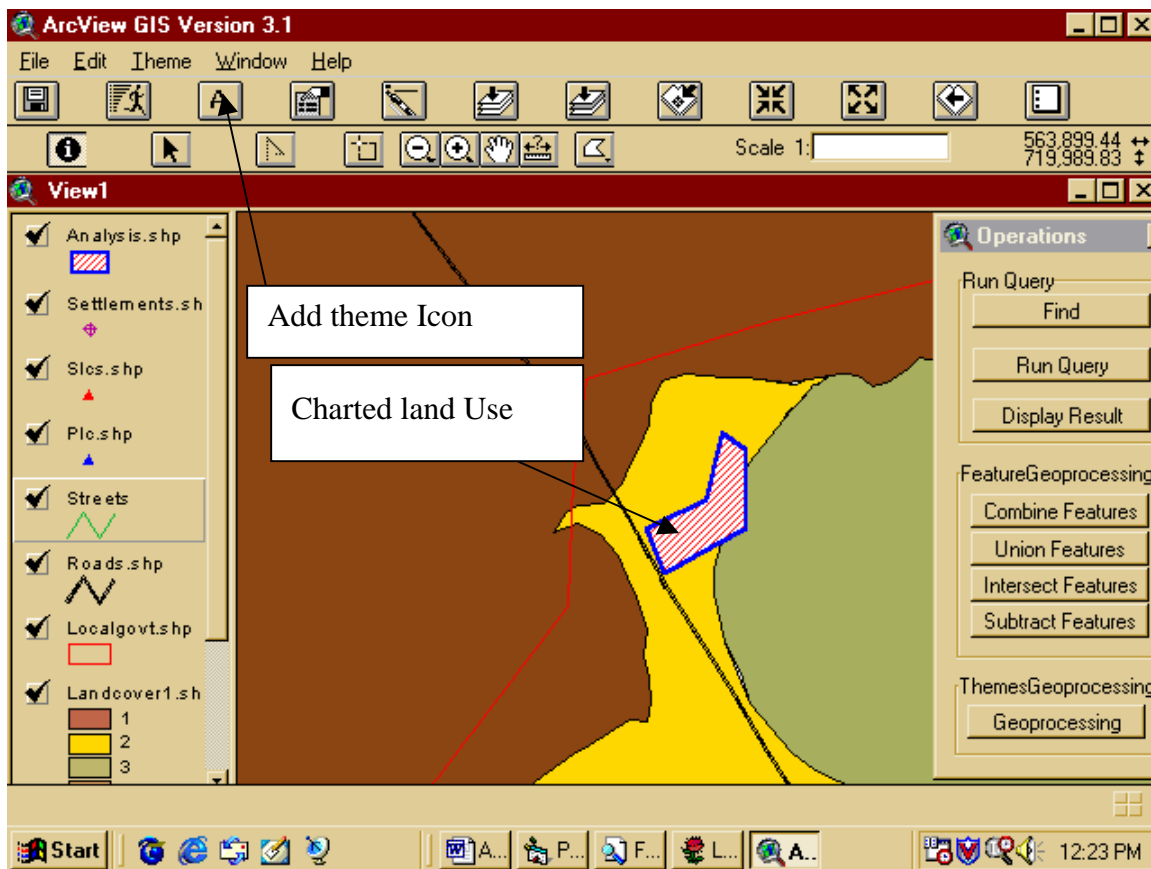 ArcView GIS Version 3.1
File Edit Theme Window Help
A
Scale 1:
563,899.44
719,989.83
View1
Analysis.shp
Settlements.sh
Slcs.shp
Plc.shp
Streets
Roads.shp
Localgovt.shp
Landcover1.sh
1
2
3
Add theme Icon
Charted land Use
Operations
Run Query
Find
Run Query
Display Result
FeatureGeoprocessing
Combine Features
Union Features
Intersect Features
Subtract Features
ThemesGeoprocessing
Geoprocessing
Start A... P... F... L... A.. 12:23 PM